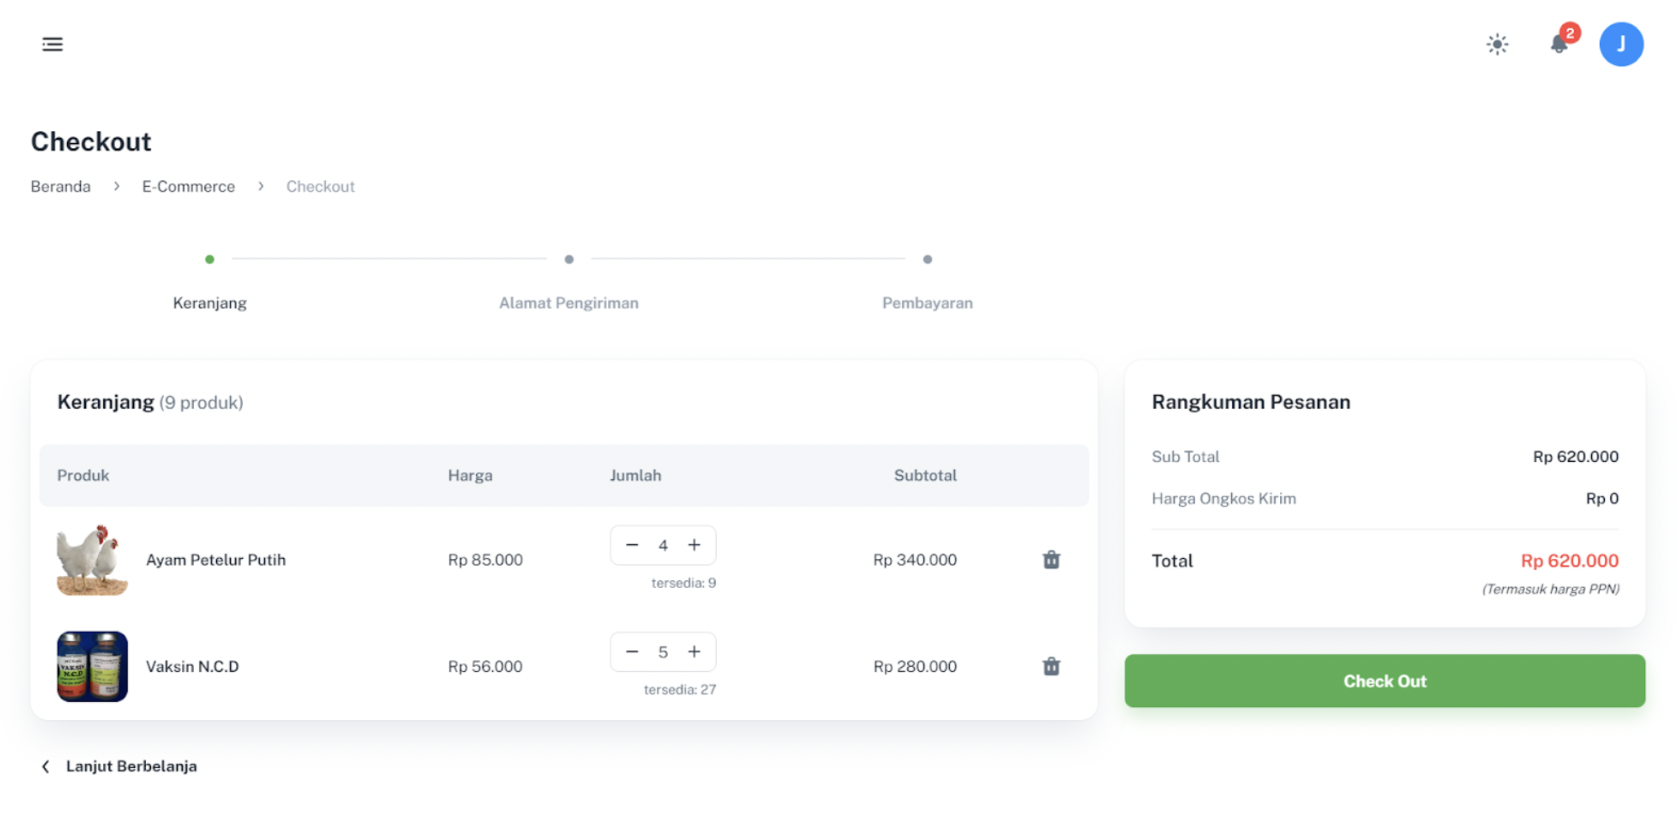 2
J
Checkout
Beranda > E-Commerce > Checkout
Keranjang Alamat Pengiriman Pembayaran
Keranjang (9 produk)
Produk Harga Jumlah Subtotal
Ayam Petelur Putih Rp 85.000 − 4 + Rp 340.000
tersedia: 9
VAKSIN
N.C.D
Vaksin N.C.D Rp 56.000 − 5 + Rp 280.000
tersedia: 27
Lanjut Berbelanja
Rangkuman Pesanan
Sub Total Rp 620.000
Harga Ongkos Kirim Rp 0
Total Rp 620.000
(Termasuk harga PPN)
Check Out